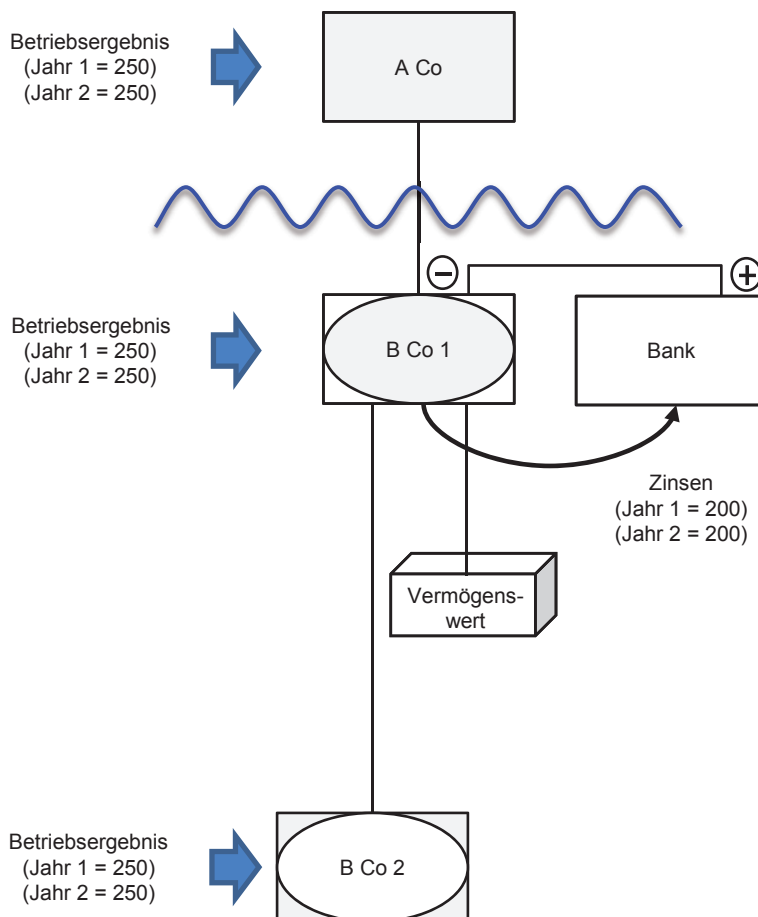 Betriebsergebnis
(Jahr 1 = 250)
(Jahr 2 = 250)
A Co
−
+
Betriebsergebnis
(Jahr 1 = 250)
(Jahr 2 = 250)
B Co 1
Bank
Zinsen
(Jahr 1 = 200)
(Jahr 2 = 200)
Vermögens-
wert
Betriebsergebnis
(Jahr 1 = 250)
(Jahr 2 = 250)
B Co 2